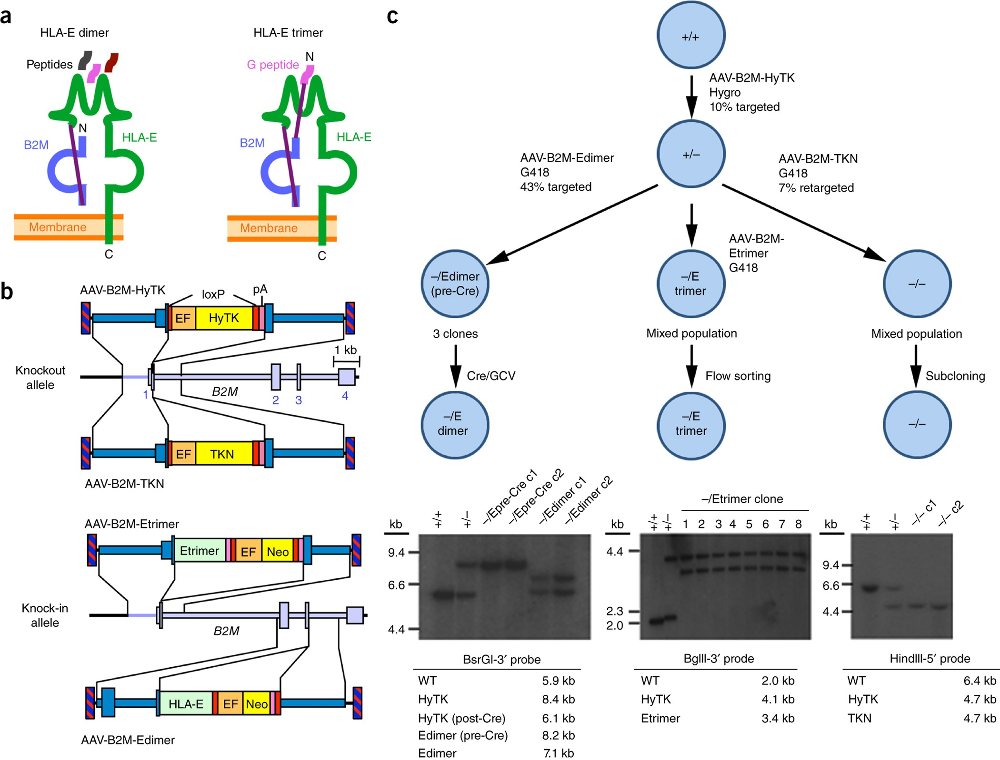 a
HLA-E dimer
Peptides
N
B2M
HLA-E
Membrane
C
HLA-E trimer
N
G peptide
B2M
HLA-E
Membrane
C
b
AAV-B2M-HyTK
loxP
pA
EF
HyTK
1 kb
Knockout
allele
1
B2M
2
3
4
EF
TKN
AAV-B2M-TKN
AAV-B2M-Etrimer
Etrimer
EF
Neo
Knock-in
allele
B2M
HLA-E
EF
Neo
AAV-B2M-Edimer
c
+/+
AAV-B2M-HyTK
Hygro
10% targeted
+/–
AAV-B2M-Edimer
G418
43% targeted
AAV-B2M-TKN
G418
7% retargeted
AAV-B2M-
Etrimer
G418
–/Edimer
(pre-Cre)
–/E
trimer
–/–
3 clones
Mixed population
Mixed population
Cre/GCV
Flow sorting
Subcloning
–/E
dimer
–/E
trimer
–/–
kb
+/+
+/–
–/Epre-Cre c1
–/Epre-Cre c2
–/Edimer c1
–/Edimer c2
9.4
6.6
4.4
BsrGI-3′ probe
WT 5.9 kb
HyTK 8.4 kb
HyTK (post-Cre) 6.1 kb
Edimer (pre-Cre) 8.2 kb
Edimer 7.1 kb
kb
+/+
+/–
–/Etrimer clone
1 2 3 4 5 6 7 8
4.4
2.3
2.0
BglII-3′ prode
WT 2.0 kb
HyTK 4.1 kb
Etrimer 3.4 kb
kb
+/+
+/–
–/– c1
–/– c2
9.4
6.6
4.4
HindIII-5′ prode
WT 6.4 kb
HyTK 4.7 kb
TKN 4.7 kb